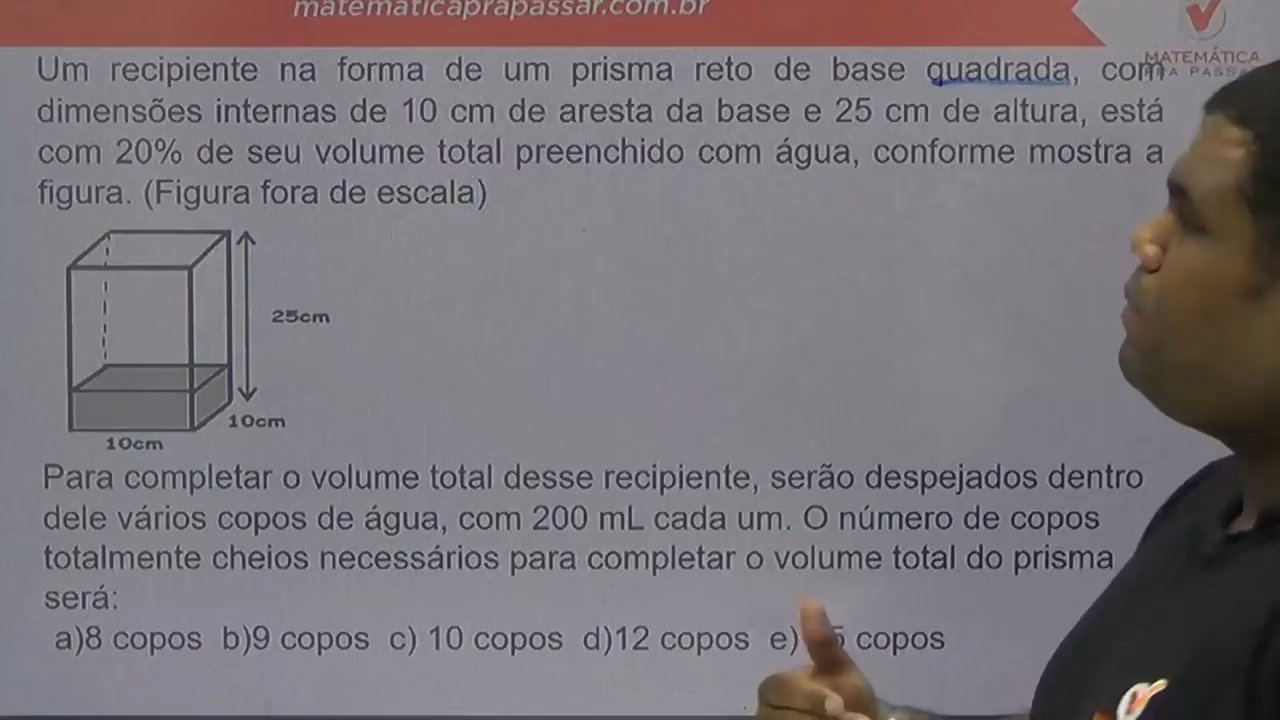 matematicaprapassar.com.br
MATEMÁTICA
PRA PASSAR
Um recipiente na forma de um prisma reto de base quadrada, com
dimensões internas de 10 cm de aresta da base e 25 cm de altura, está
com 20% de seu volume total preenchido com água, conforme mostra a
figura. (Figura fora de escala)
25cm
10cm
10cm
Para completar o volume total desse recipiente, serão despejados dentro
dele vários copos de água, com 200 mL cada um. O número de copos
totalmente cheios necessários para completar o volume total do prisma
será:
a)8 copos b)9 copos c) 10 copos d)12 copos e) copos